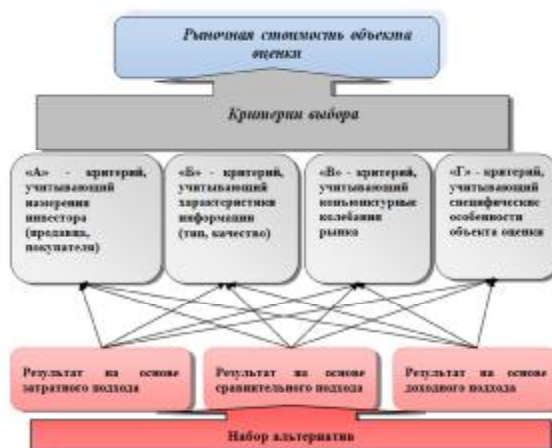 Рыночная стоимость объекта
оценки
Критерии выбора
«А» - критерий,
учитывающий
намерения
инвестора
(продавца,
покупателя)
«Б» - критерий,
учитывающий
характеристики
информации
(тип, качество)
«В» - критерий,
учитывающий
конъюнктурные
колебания
рынка
«Г» - критерий,
учитывающий
специфические
особенности
объекта оценки
Результат на основе
затратного подхода
Результат на основе
сравнительного подхода
Результат на основе
доходного подхода
Набор альтернатив